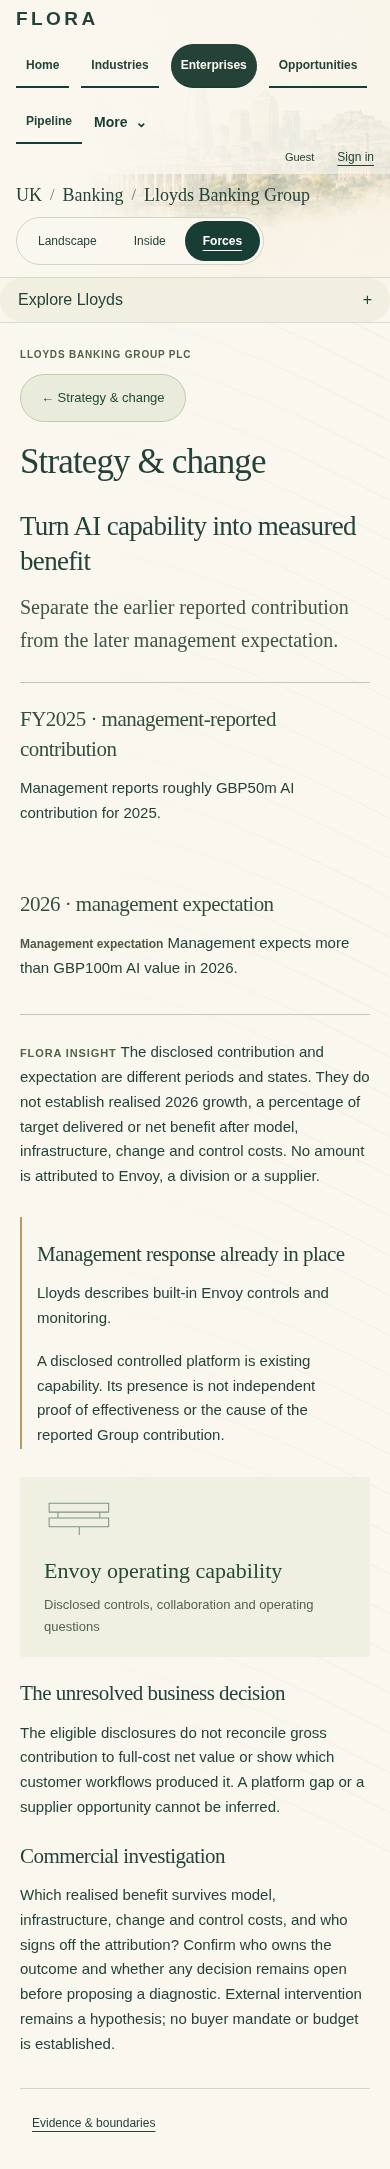 FLORA
Home Industries Enterprises Opportunities
Pipeline More
Guest Sign in
UK / Banking / Lloyds Banking Group
Landscape Inside Forces
Explore Lloyds +
LLOYDS BANKING GROUP PLC
← Strategy & change
Strategy & change
Turn AI capability into measured
benefit
Separate the earlier reported contribution
from the later management expectation.
FY2025 · management-reported
contribution
Management reports roughly GBP50m AI
contribution for 2025.
2026 · management expectation
Management expectation Management expects more
than GBP100m AI value in 2026.
FLORA INSIGHT The disclosed contribution and
expectation are different periods and states. They do
not establish realised 2026 growth, a percentage of
target delivered or net benefit after model,
infrastructure, change and control costs. No amount
is attributed to Envoy, a division or a supplier.
Management response already in place
Lloyds describes built-in Envoy controls and
monitoring.
A disclosed controlled platform is existing
capability. Its presence is not independent
proof of effectiveness or the cause of the
reported Group contribution.
Envoy operating capability
Disclosed controls, collaboration and operating
questions
The unresolved business decision
The eligible disclosures do not reconcile gross
contribution to full-cost net value or show which
customer workflows produced it. A platform gap or a
supplier opportunity cannot be inferred.
Commercial investigation
Which realised benefit survives model,
infrastructure, change and control costs, and who
signs off the attribution? Confirm who owns the
outcome and whether any decision remains open
before proposing a diagnostic. External intervention
remains a hypothesis; no buyer mandate or budget
is established.
Evidence & boundaries